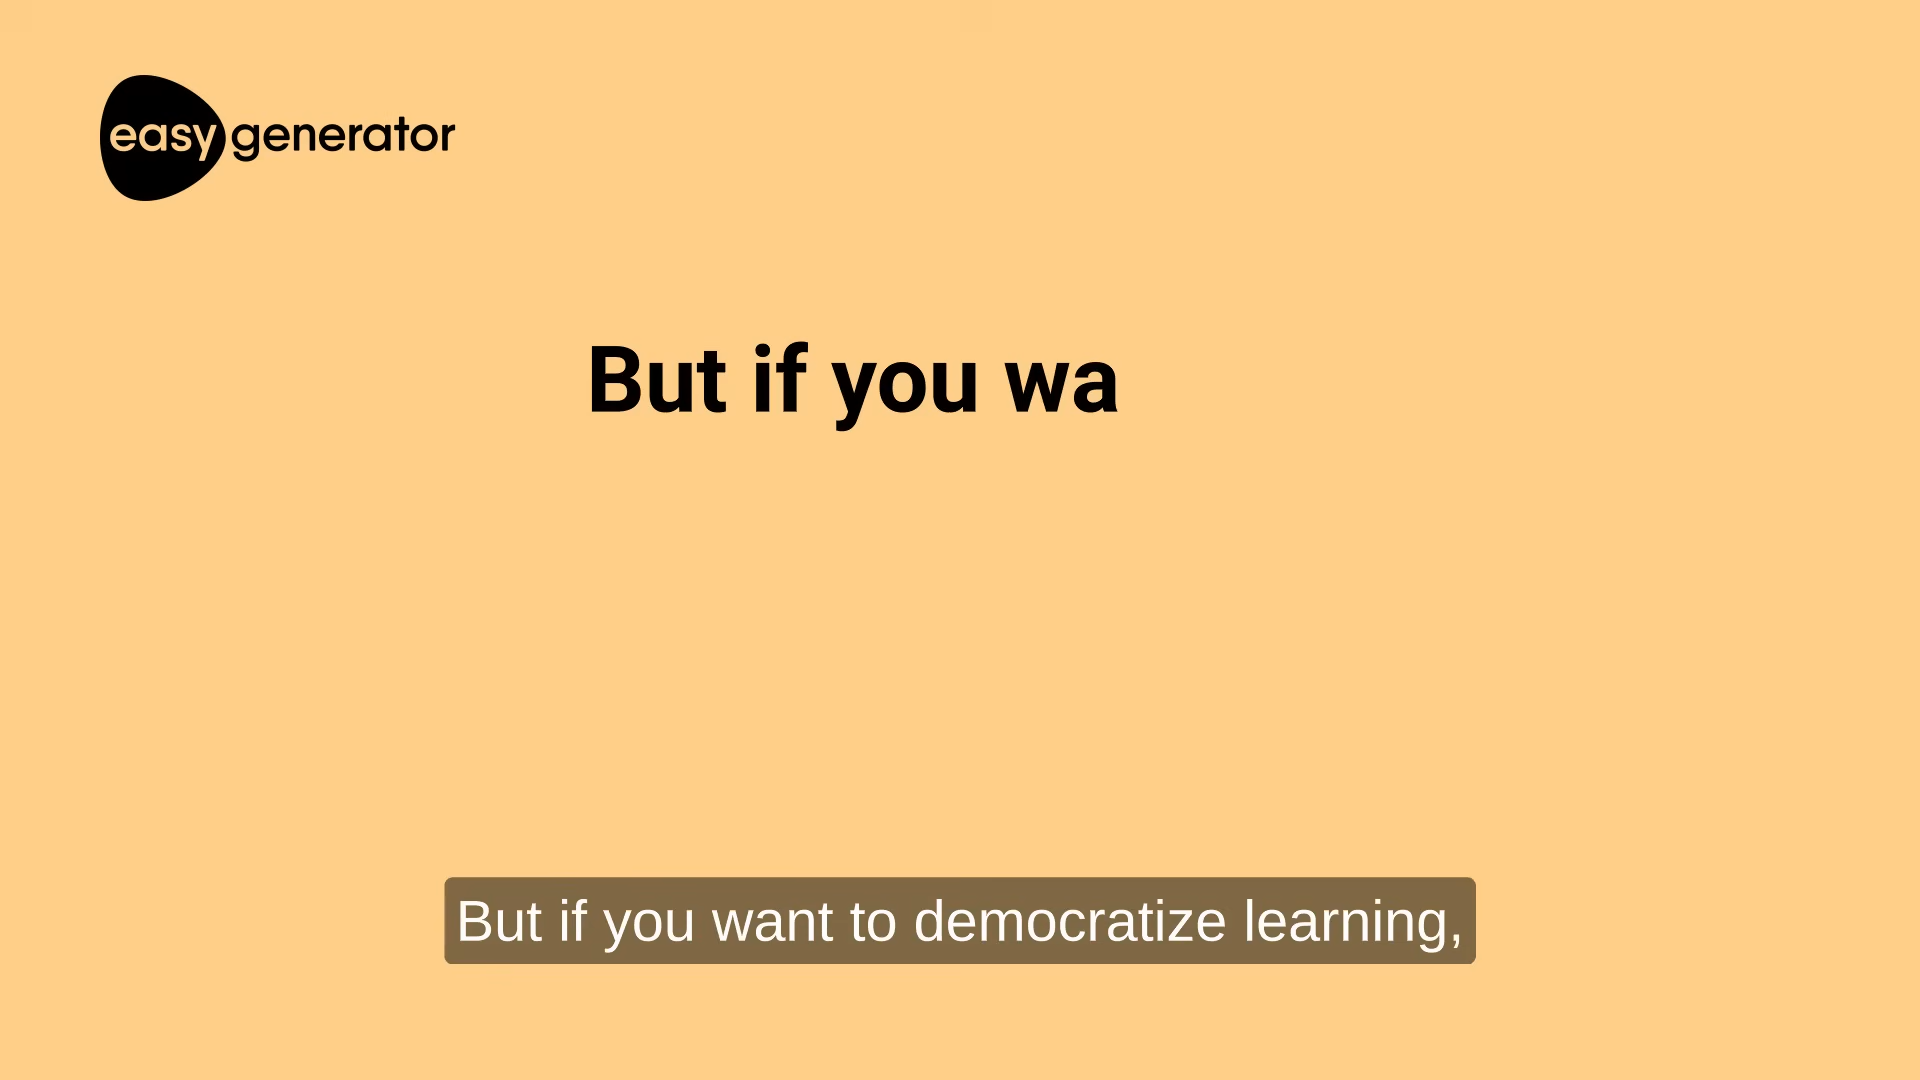 easygenerator
But if you wa
But if you want to democratize learning,